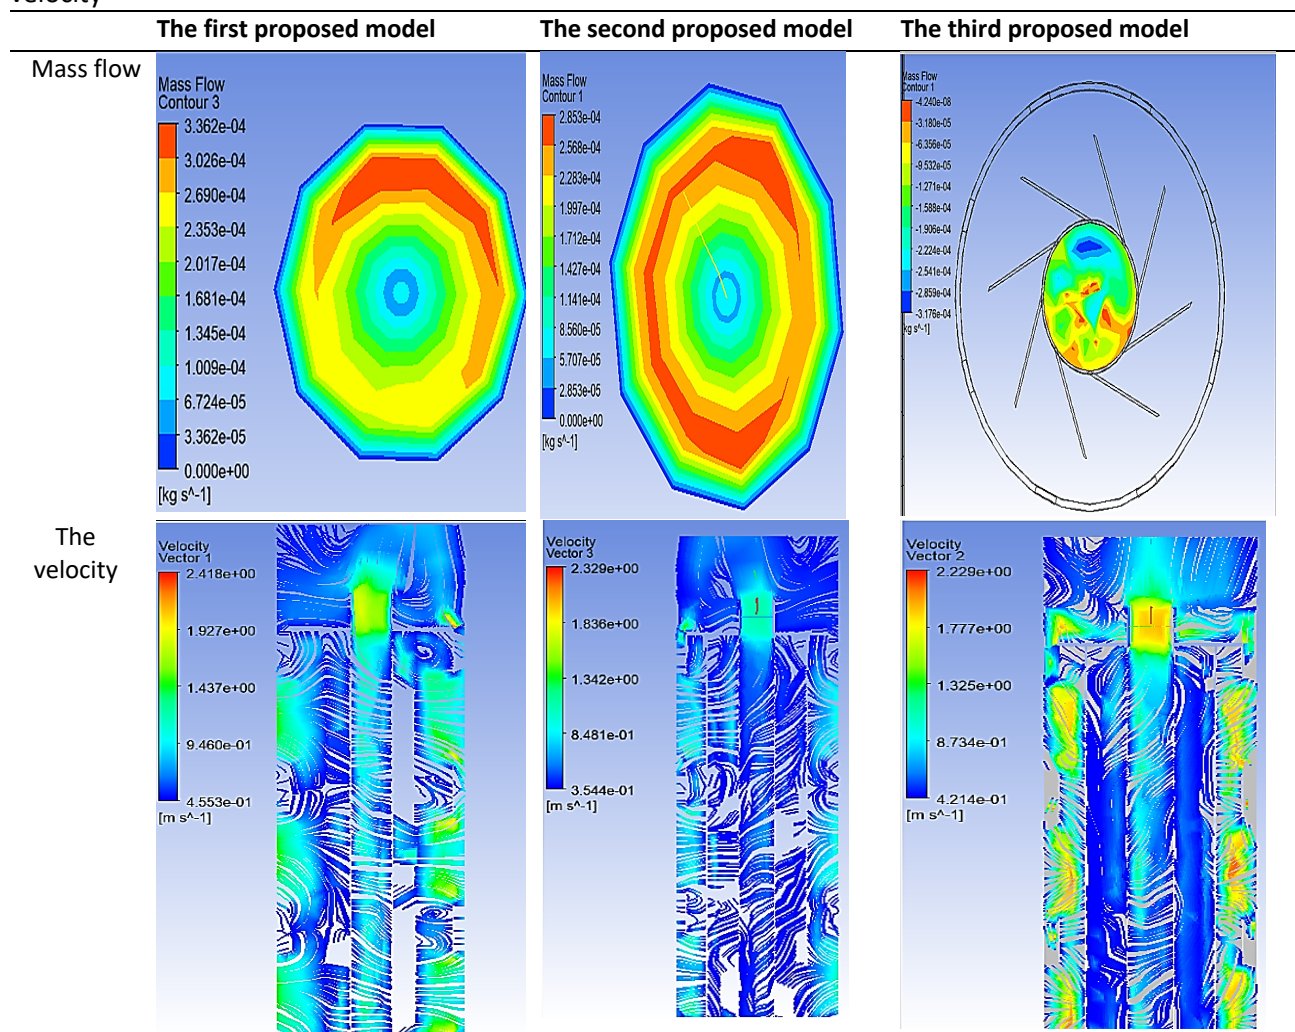 velocity
The first proposed model The second proposed model The third proposed model
Mass flow
Mass Flow
Contour 3
3.362e-04
3.026e-04
2.690e-04
2.353e-04
2.017e-04
1.681e-04
1.345e-04
1.009e-04
6.724e-05
3.362e-05
0.000e+00
[kg s^-1]
Mass Flow
Contour 1
2.853e-04
2.568e-04
2.283e-04
1.997e-04
1.712e-04
1.427e-04
1.141e-04
8.560e-05
5.707e-05
2.853e-05
0.000e+00
[kg s^-1]
Mass Flow
Contour 1
-4.240e-08
-3.180e-05
-6.356e-05
-9.532e-05
-1.271e-04
-1.588e-04
-1.906e-04
-2.224e-04
-2.541e-04
-2.859e-04
-3.176e-04
[kg s^-1]
The
velocity
Velocity
Vector 1
2.418e+00
1.927e+00
1.437e+00
9.460e-01
4.553e-01
[m s^-1]
Velocity
Vector 3
2.329e+00
1.836e+00
1.342e+00
8.481e-01
3.544e-01
[m s^-1]
Velocity
Vector 2
2.229e+00
1.777e+00
1.325e+00
8.734e-01
4.214e-01
[m s^-1]